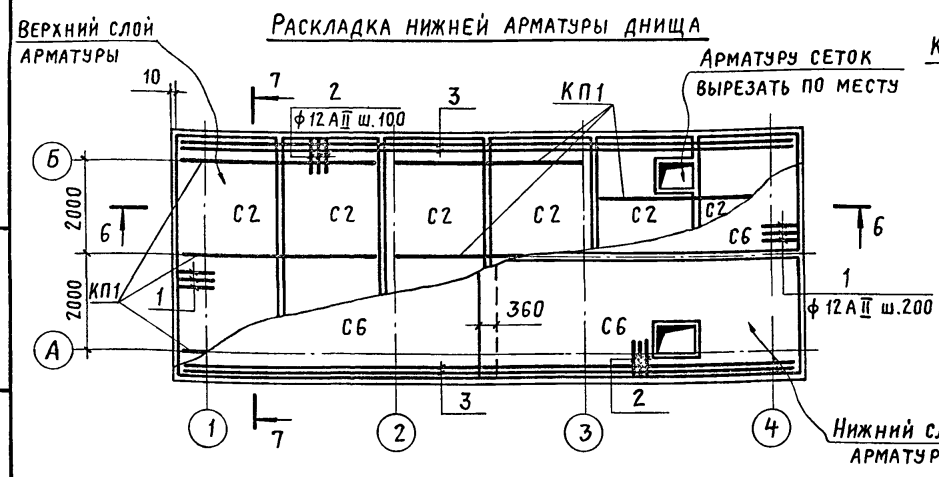 РАСКЛАДКА НИЖНЕЙ АРМАТУРЫ ДНИЩА
ВЕРХНИЙ СЛОЙ
АРМАТУРЫ
АРМАТУРУ СЕТОК
ВЫРЕЗАТЬ ПО МЕСТУ
К
10
7
2
ϕ 12 А II ш.100
3
КП1
Б
2000
6
С2
С2
С2
С2
С2
С2
С6
6
2000
КП1
1
С6
360
С6
1
ϕ 12 А II ш.200
А
3
2
1
7
2
3
4
НИЖНИЙ СЛ
АРМАТУР